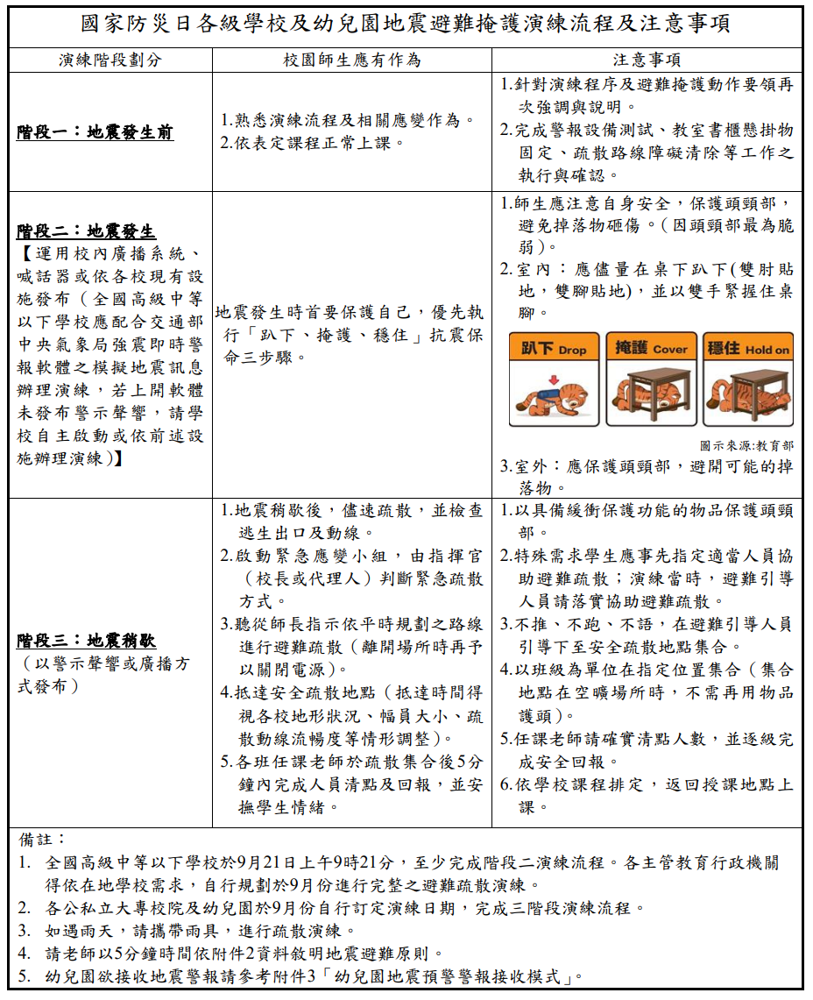 國家防災日各級學校及幼兒園地震避難掩護演練流程及注意事項
演練階段劃分
校園師生應有作為
注意事項
階段一：地震發生前
1.熟悉演練流程及相關應變作為。
2.依表定課程正常上課。
1.針對演練程序及避難掩護動作要領再
次強調與說明。
2.完成警報設備測試、教室書櫃懸掛物
固定、疏散路線障礙清除等工作之
執行與確認。
階段二：地震發生
【運用校內廣播系統、
喊話器或依各校現有設
施發布（全國高級中等
以下學校應配合交通部
中央氣象局強震即時警
報軟體之模擬地震訊息
辦理演練，若上開軟體
未發布警示聲響，請學
校自主啟動或依前述設
施辦理演練)】
地震發生時首要保護自己，優先執
行「趴下、掩護、穩住」抗震保
命三步驟。
1.師生應注意自身安全，保護頭頸部，
避免掉落物砸傷。(因頭頸部最為脆
弱)。
2.室內：應儘量在桌下趴下(雙肘貼
地，雙腳貼地)，並以雙手緊握住桌
腳。
趴下 Drop
掩護 Cover
穩住 Hold on
圖示來源:教育部
3.室外：應保護頭頸部，避開可能的掉
落物。
階段三：地震稍歇
（以警示聲響或廣播方
式發布）
1.地震稍歇後，儘速疏散，並檢查
逃生出口及動線。
2.啟動緊急應變小組，由指揮官
（校長或代理人）判斷緊急疏散
方式。
3.聽從師長指示依平時規劃之路線
進行避難疏散（離開場所時再予
以關閉電源)。
4.抵達安全疏散地點（抵達時間得
視各校地形狀況、幅員大小、疏
散動線流暢度等情形調整)。
5.各班任課老師於疏散集合後5分
鐘內完成人員清點及回報，並安
撫學生情緒。
1.以具備緩衝保護功能的物品保護頭頸
部。
2.特殊需求學生應事先指定適當人員協
助避難疏散；演練當時，避難引導
人員請落實協助避難疏散。
3.不推、不跑、不語，在避難引導人員
引導下至安全疏散地點集合。
4.以班級為單位在指定位置集合（集合
地點在空曠場所時，不需再用物品
護頭)。
5.任課老師請確實清點人數，並逐級完
成安全回報。
6.依學校課程排定，返回授課地點上
課。
備註：
1. 全國高級中等以下學校於9月21日上午9時21分，至少完成階段二演練流程。各主管教育行政機關
得依在地學校需求，自行規劃於9月份進行完整之避難疏散演練。
2. 各公私立大專校院及幼兒園於9月份自行訂定演練日期，完成三階段演練流程。
3. 如遇雨天，請攜帶雨具，進行疏散演練。
4. 請老師以5分鐘時間依附件2資料敘明地震避難原則。
5. 幼兒園欲接收地震警報請參考附件3「幼兒園地震預警警報接收模式」。